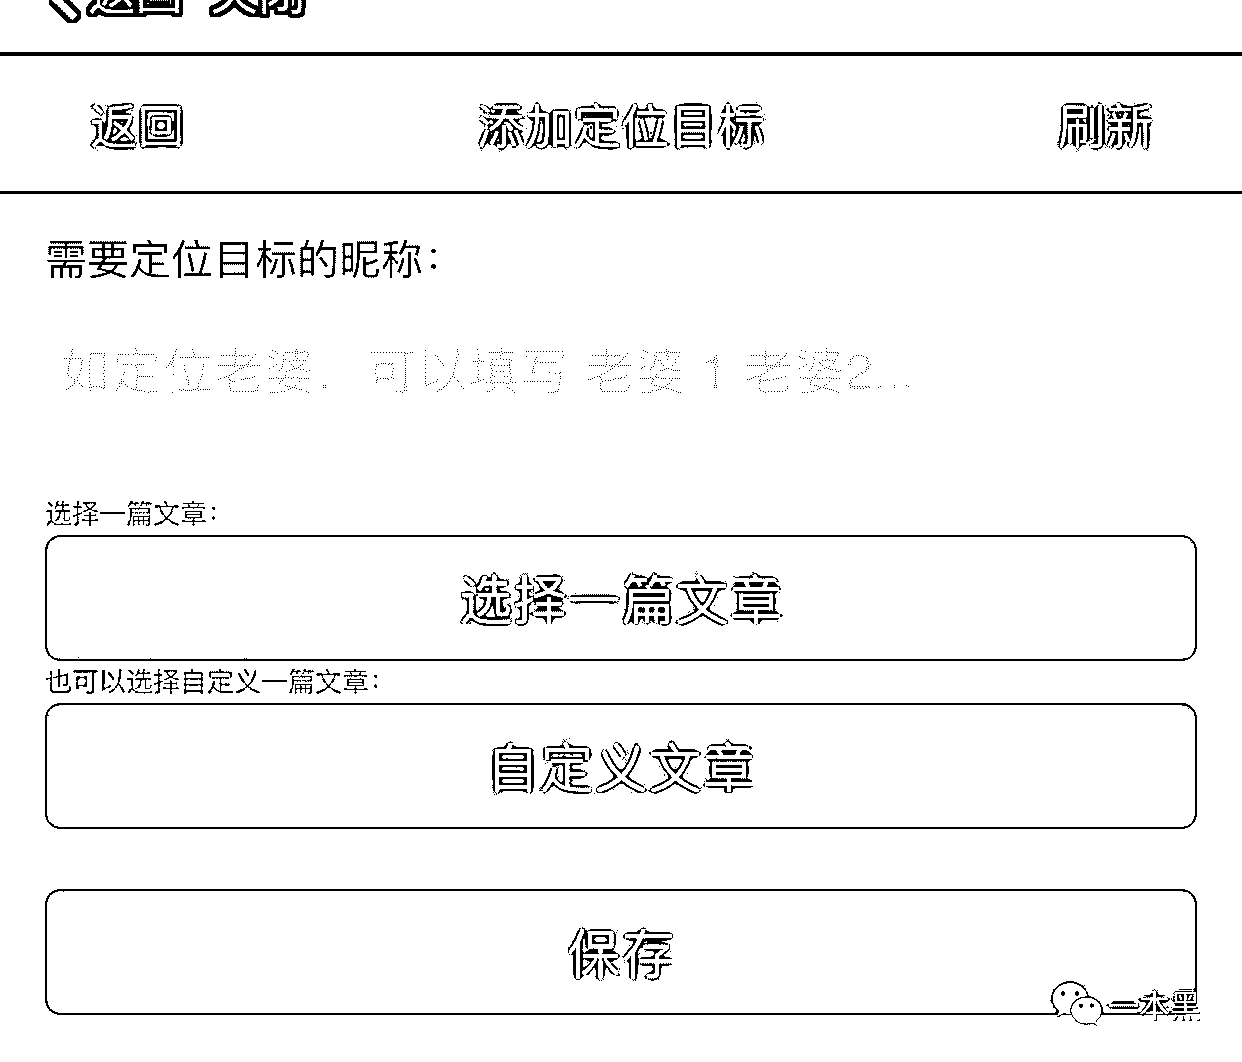 返回 关闭
返回 添加定位目标 刷新
需要定位目标的昵称：
如定位老婆，可以填写 老婆 1 老婆2...
选择一篇文章：
选择一篇文章
也可以选择自定义一篇文章：
自定义文章
保存
一本黑